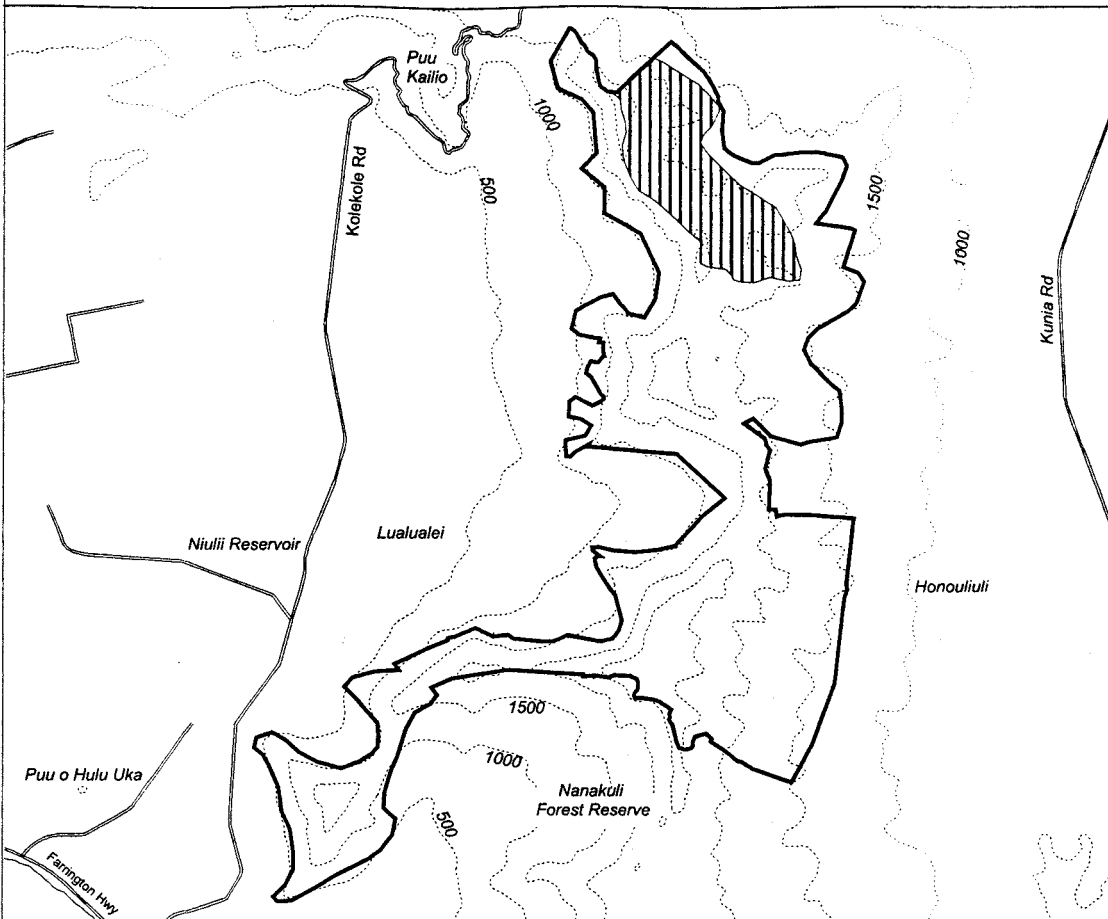 Puu
Kailio
1000
Kolekole Rd
500
1500
1000
Kunia Rd
Niulii Reservoir
Lualualei
Honouliuli
1500
1000
Puu o Hulu Uka
Nanakuli
Forest Reserve
500
Farrington Hwy